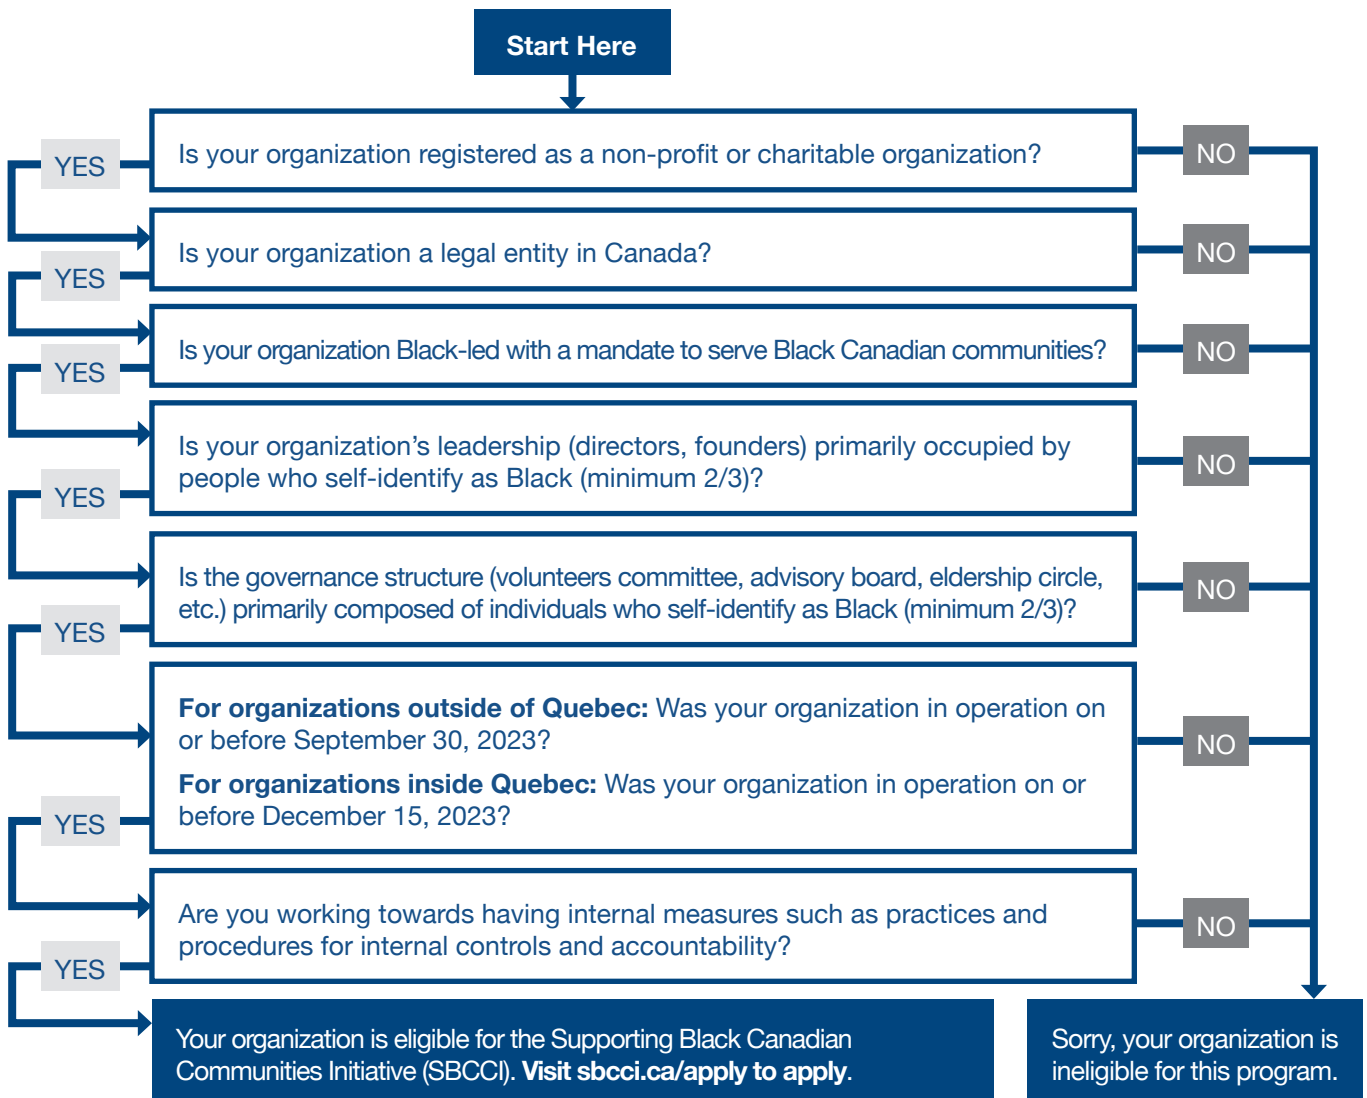 Start Here
Is your organization registered as a non-profit or charitable organization?
YES
NO
Is your organization a legal entity in Canada?
YES
NO
Is your organization Black-led with a mandate to serve Black Canadian communities?
YES
NO
Is your organization’s leadership (directors, founders) primarily occupied by
people who self-identify as Black (minimum 2/3)?
YES
NO
Is the governance structure (volunteers committee, advisory board, eldership circle,
etc.) primarily composed of individuals who self-identify as Black (minimum 2/3)?
YES
NO
For organizations outside of Quebec: Was your organization in operation on
or before September 30, 2023?
For organizations inside Quebec: Was your organization in operation on or
before December 15, 2023?
YES
NO
Are you working towards having internal measures such as practices and
procedures for internal controls and accountability?
YES
NO
Your organization is eligible for the Supporting Black Canadian
Communities Initiative (SBCCI). Visit sbcci.ca/apply to apply.
Sorry, your organization is
ineligible for this program.